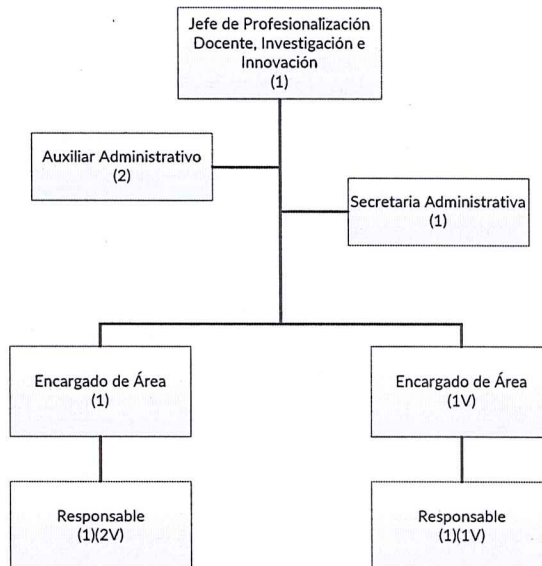 Jefe de Profesionalización
Docente, Investigación e
Innovación
(1)
Auxiliar Administrativo
(2)
Secretaria Administrativa
(1)
Encargado de Área
(1)
Encargado de Área
(1V)
Responsable
(1)(2V)
Responsable
(1)(1V)